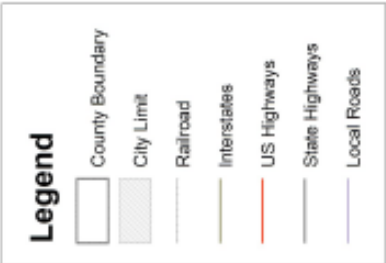 Legend
County Boundary
City Limit
Railroad
Interstates
US Highways
State Highways
Local Roads